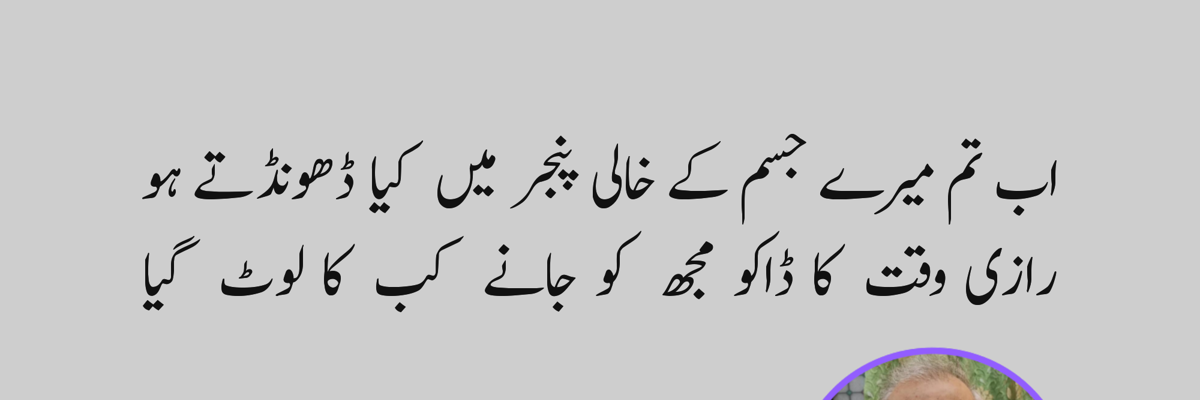 اب تم میرے جسم کے خالی پنجر میں کیا ڈھونڈتے ہو
رازی وقت کا ڈاکو مجھ کو جانے کب کا لوٹ گیا